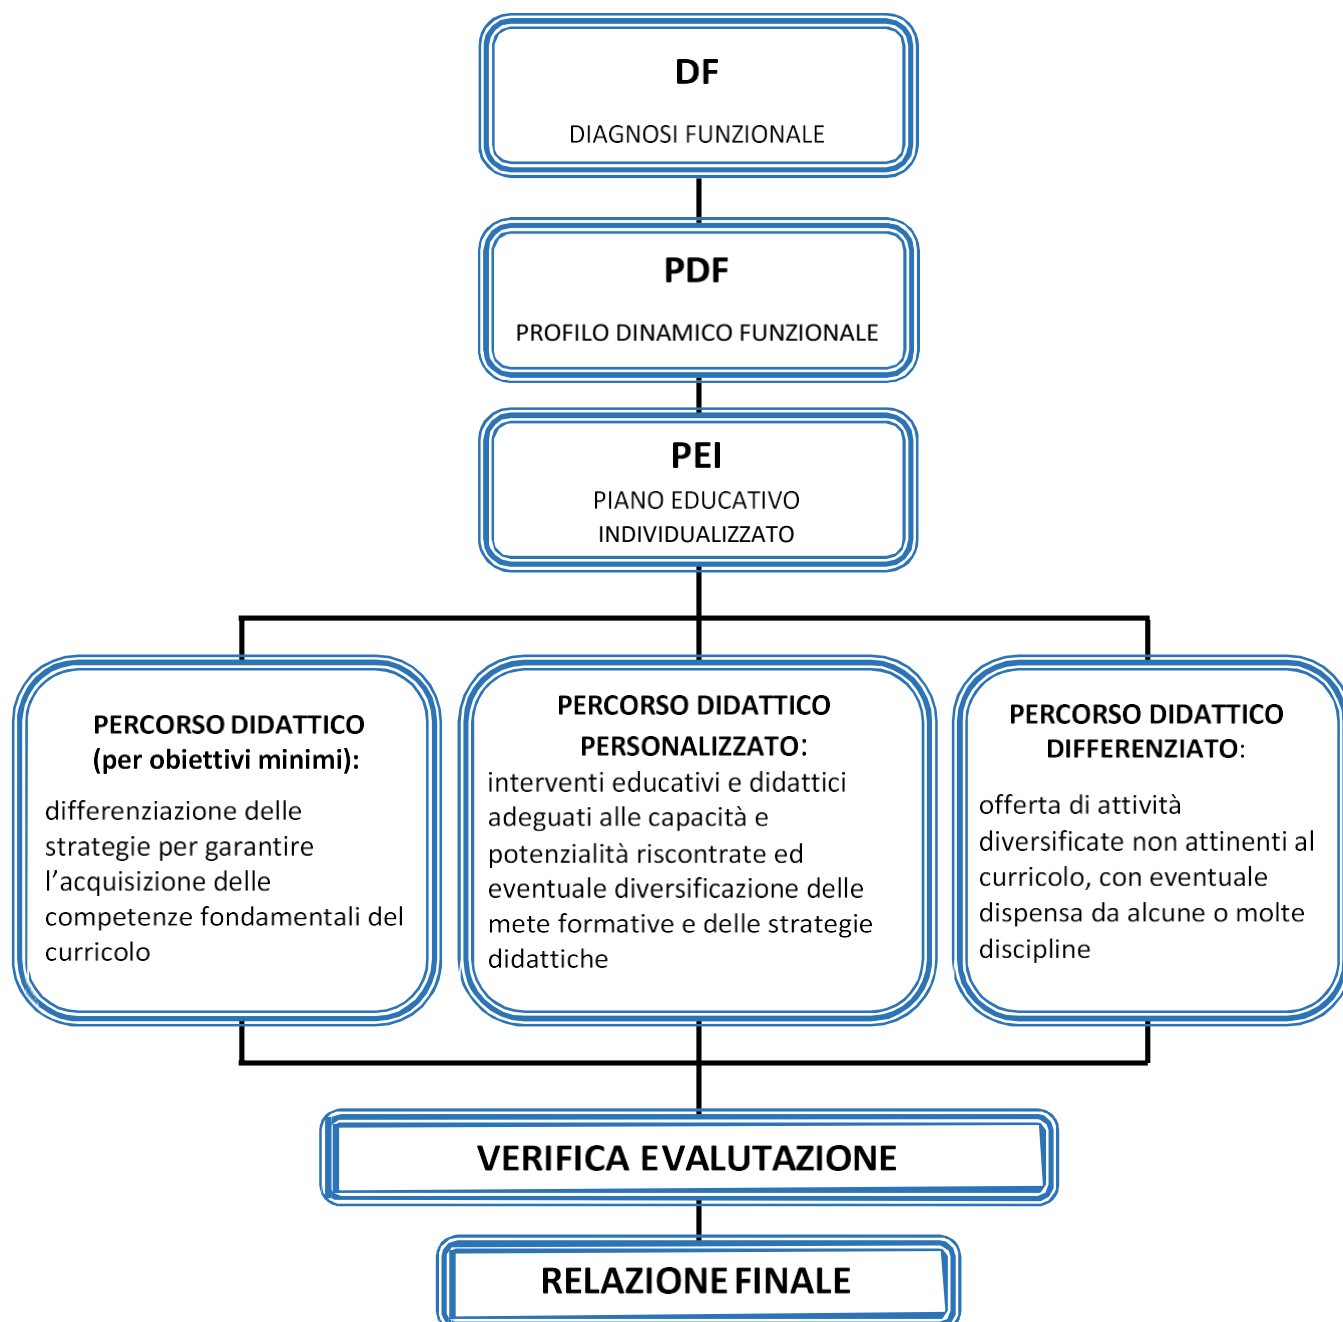 DF
DIAGNOSI FUNZIONALE
PDF
PROFILO DINAMICO FUNZIONALE
PEI
PIANO EDUCATIVO
INDIVIDUALIZZATO
PERCORSO DIDATTICO
(per obiettivi minimi):
differenziazione delle
strategie per garantire
l’acquisizione delle
competenze fondamentali del
curricolo
PERCORSO DIDATTICO
PERSONALIZZATO:
interventi educativi e didattici
adeguati alle capacità e
potenzialità riscontrate ed
eventuale diversificazione delle
mete formative e delle strategie
didattiche
PERCORSO DIDATTICO
DIFFERENZIATO:
offerta di attività
diversificate non attinenti al
curricolo, con eventuale
dispensa da alcune o molte
discipline
VERIFICA E VALUTAZIONE
RELAZIONE FINALE